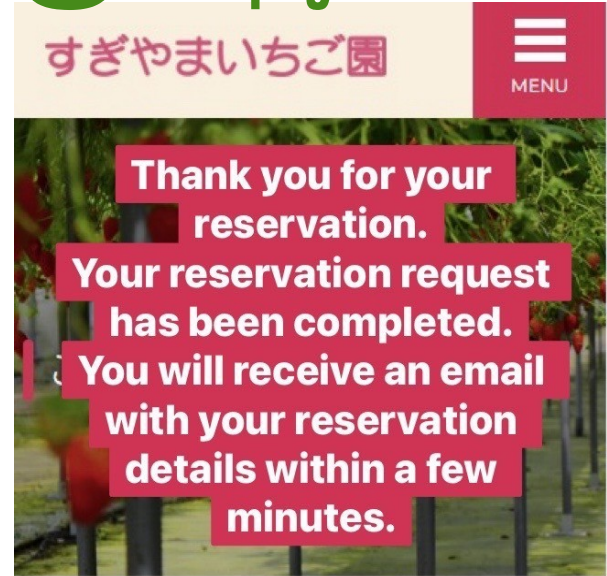 すぎやまいちご園
MENU
Thank you for your
reservation.
Your reservation request
has been completed.
You will receive an email
with your reservation
details within a few
minutes.